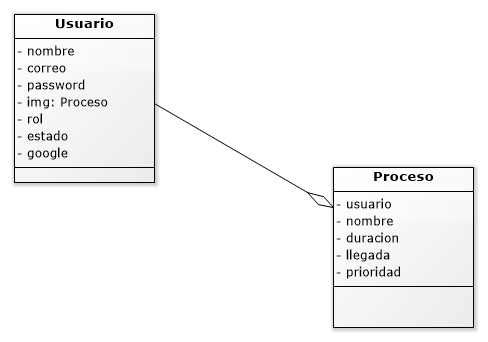 Usuario
- nombre
- correo
- password
- img: Proceso
- rol
- estado
- google
Proceso
- usuario
- nombre
- duracion
- llegada
- prioridad